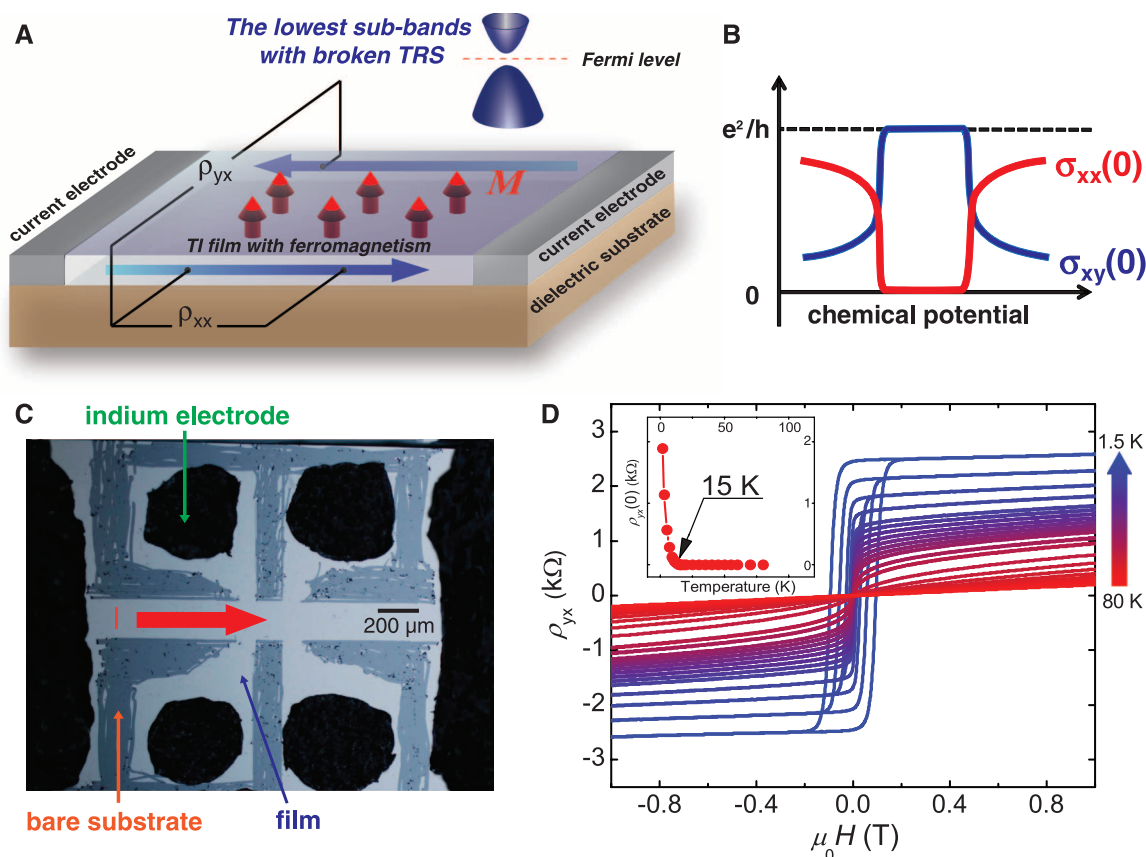 A
The lowest sub-bands
with broken TRS
Fermi level
ρyx
M
current electrode
TI film with ferromagnetism
current electrode
dielectric substrate
ρxx
B
e²/h
σxx(0)
σxy(0)
0
chemical potential
C
indium electrode
200 μm
bare substrate
film
D
3
2
1
0
-1
-2
-3
ρyx (kΩ)
-0.8
-0.4
0.0
0.4
0.8
μ0H (T)
1.5 K
80 K
0
50
100
2
1
0
ρyx(0) (kΩ)
15 K
Temperature (K)